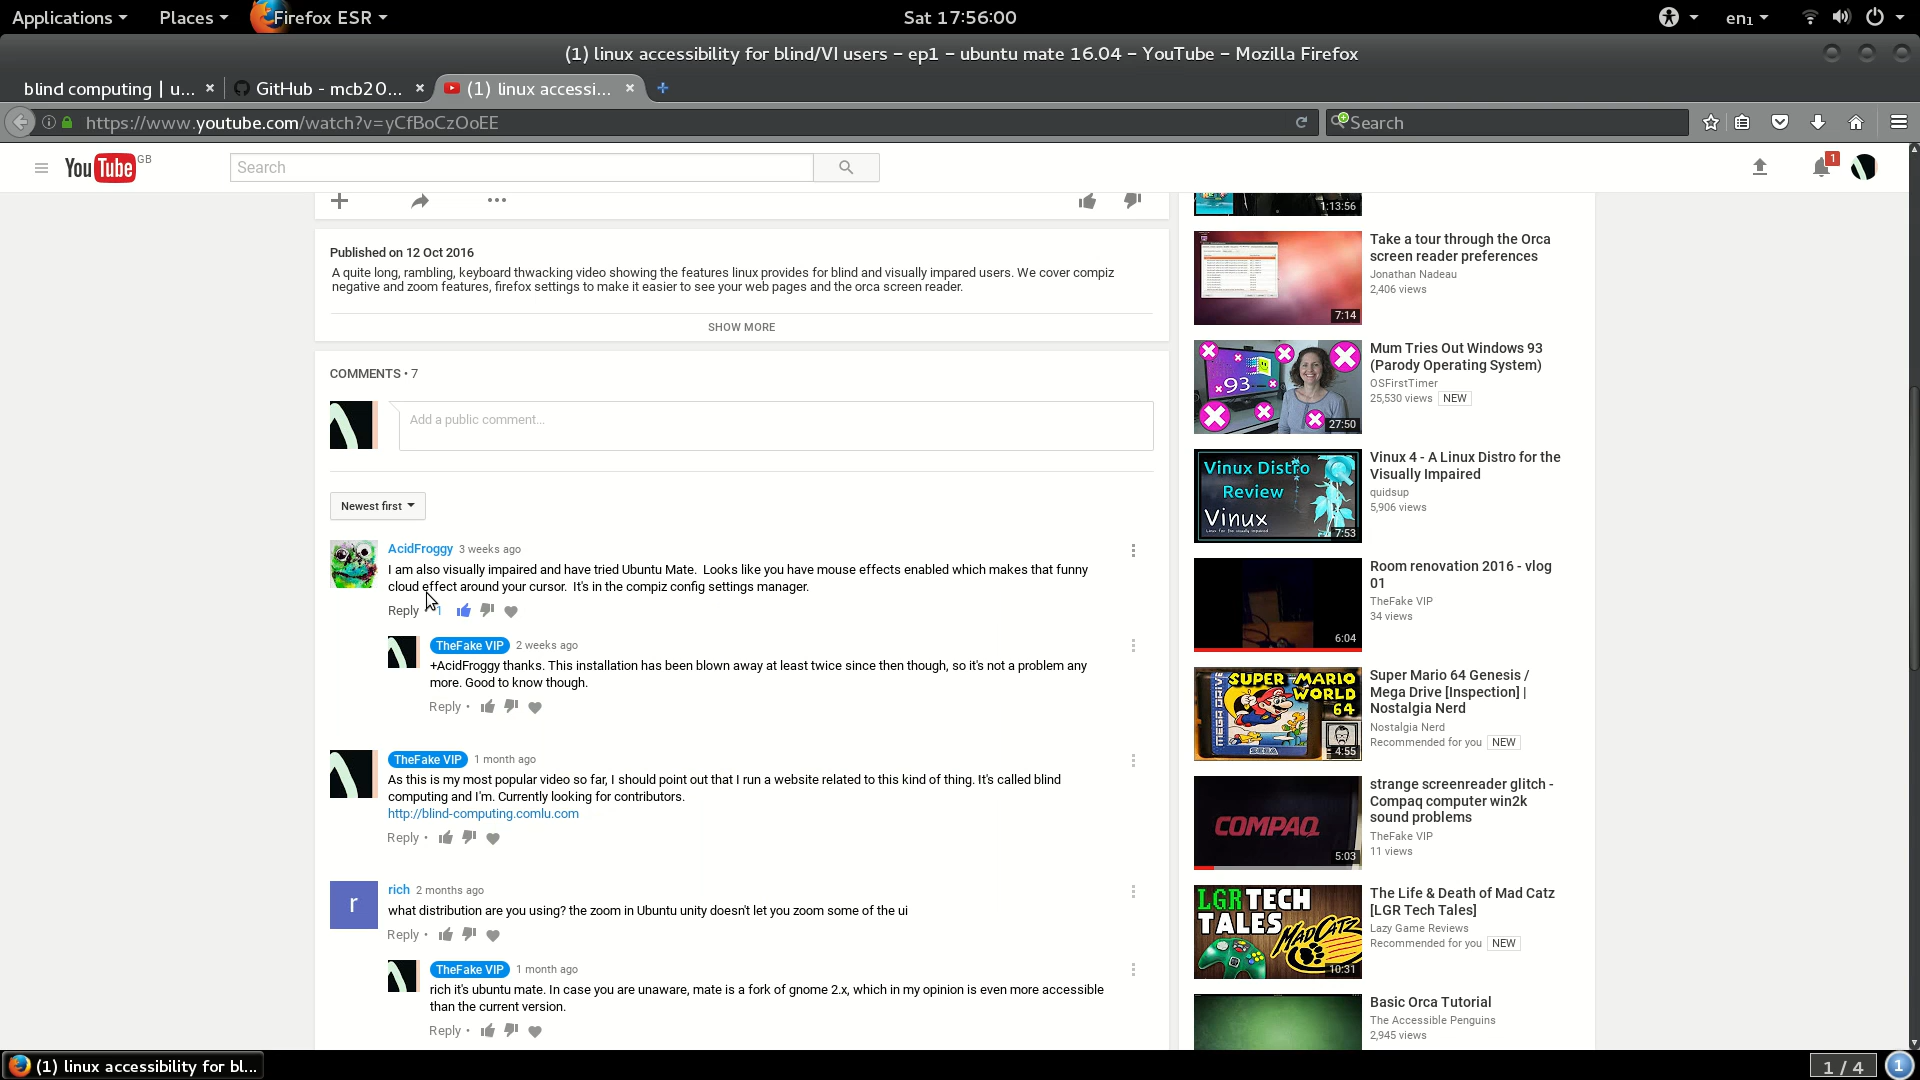 Applications Places Firefox ESR Sat 17:56:00 en1
(1) linux accessibility for blind/VI users – ep1 – ubuntu mate 16.04 – YouTube – Mozilla Firefox
blind computing | u... × GitHub - mcb20... × (1) linux accessi... ×
https://www.youtube.com/watch?v=yCfBoCzOoEE Search
YouTube GB Search 1
Published on 12 Oct 2016
A quite long, rambling, keyboard thwacking video showing the features linux provides for blind and visually impared users. We cover compiz
negative and zoom features, firefox settings to make it easier to see your web pages and the orca screen reader.
SHOW MORE
COMMENTS • 7
Add a public comment...
Newest first
AcidFroggy 3 weeks ago
I am also visually impaired and have tried Ubuntu Mate. Looks like you have mouse effects enabled which makes that funny
cloud effect around your cursor. It's in the compiz config settings manager.
Reply 1
TheFake VIP 2 weeks ago
+AcidFroggy thanks. This installation has been blown away at least twice since then though, so it's not a problem any
more. Good to know though.
Reply •
TheFake VIP 1 month ago
As this is my most popular video so far, I should point out that I run a website related to this kind of thing. It's called blind
computing and I'm. Currently looking for contributors.
http://blind-computing.comlu.com
Reply •
rich 2 months ago
r
what distribution are you using? the zoom in Ubuntu unity doesn't let you zoom some of the ui
Reply •
TheFake VIP 1 month ago
rich it's ubuntu mate. In case you are unaware, mate is a fork of gnome 2.x, which in my opinion is even more accessible
than the current version.
Reply •
1:13:56
Take a tour through the Orca
screen reader preferences
Jonathan Nadeau
2,406 views
7:14
Mum Tries Out Windows 93
(Parody Operating System)
OSFirstTimer
25,530 views NEW
93
27:50
Vinux 4 - A Linux Distro for the
Visually Impaired
quidsup
5,906 views
Vinux Distro
Review
Vinux
Linux for the visually impaired
7:53
Room renovation 2016 - vlog
01
TheFake VIP
34 views
6:04
Super Mario 64 Genesis /
Mega Drive [Inspection] |
Nostalgia Nerd
Nostalgia Nerd
Recommended for you NEW
SUPER MARIO
WORLD
64
MEGA DRIVE
SEGA
4:55
strange screenreader glitch -
Compaq computer win2k
sound problems
TheFake VIP
11 views
COMPAQ
5:03
The Life & Death of Mad Catz
[LGR Tech Tales]
Lazy Game Reviews
Recommended for you NEW
LGR TECH
TALES
MAD CATZ
10:31
Basic Orca Tutorial
The Accessible Penguins
2,945 views
(1) linux accessibility for bl... 1 / 4 1